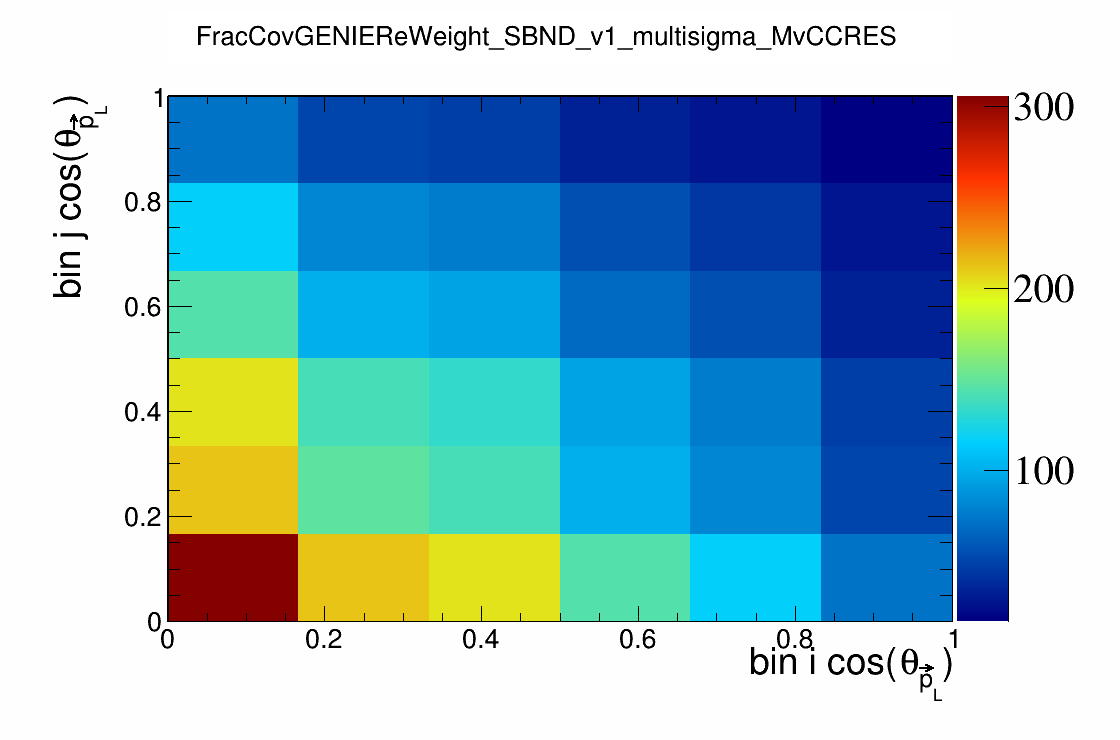 FracCovGENIEReWeight_SBND_v1_multisigma_MvCCRES
bin j cos(θ_p⃗_L)
1
0.8
0.6
0.4
0.2
0
0 0.2 0.4 0.6 0.8 1
bin i cos(θ_p⃗_L)
300
200
100